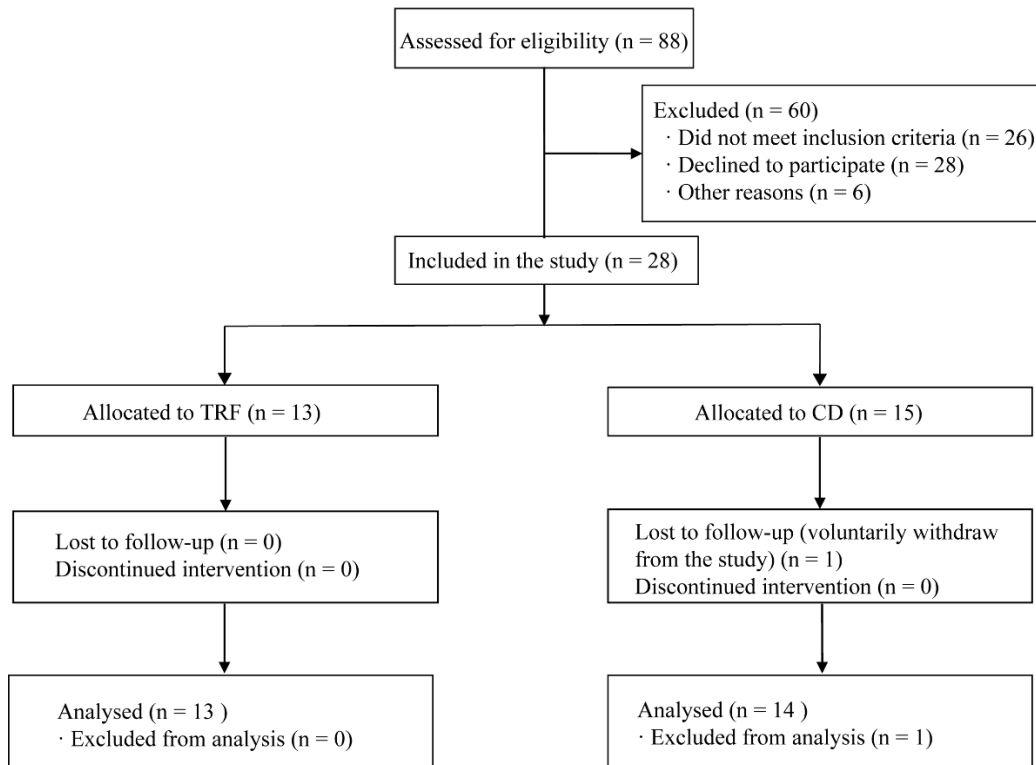 Assessed for eligibility (n = 88)
Excluded (n = 60)
· Did not meet inclusion criteria (n = 26)
· Declined to participate (n = 28)
· Other reasons (n = 6)
Included in the study (n = 28)
Allocated to TRF (n = 13)
Allocated to CD (n = 15)
Lost to follow-up (n = 0)
Discontinued intervention (n = 0)
Lost to follow-up (voluntarily withdraw
from the study) (n = 1)
Discontinued intervention (n = 0)
Analysed (n = 13 )
· Excluded from analysis (n = 0)
Analysed (n = 14 )
· Excluded from analysis (n = 1)